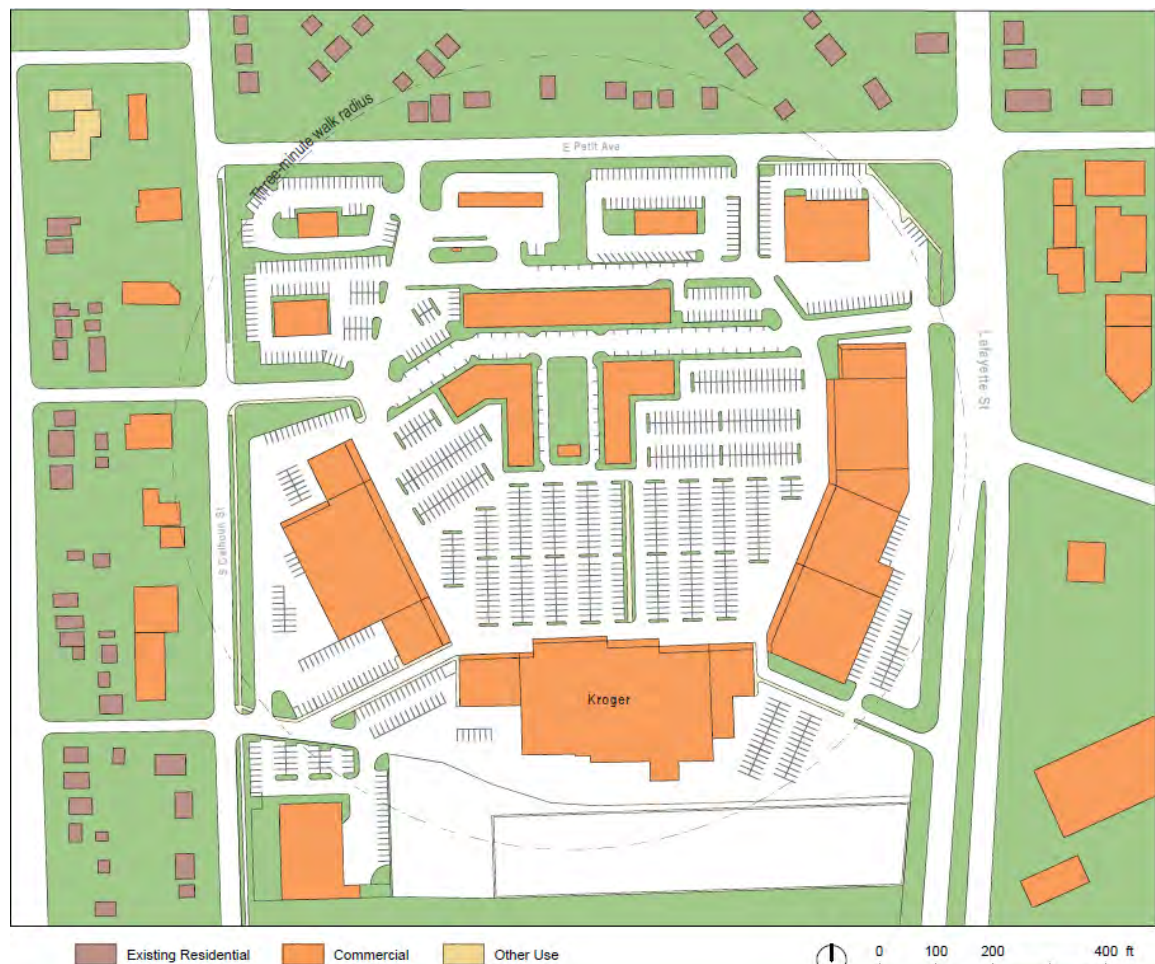 Three-minute walk radius
E Petit Ave
Lafayette St
S Calhoun St
Kroger
Existing Residential
Commercial
Other Use
0 100 200 400 ft